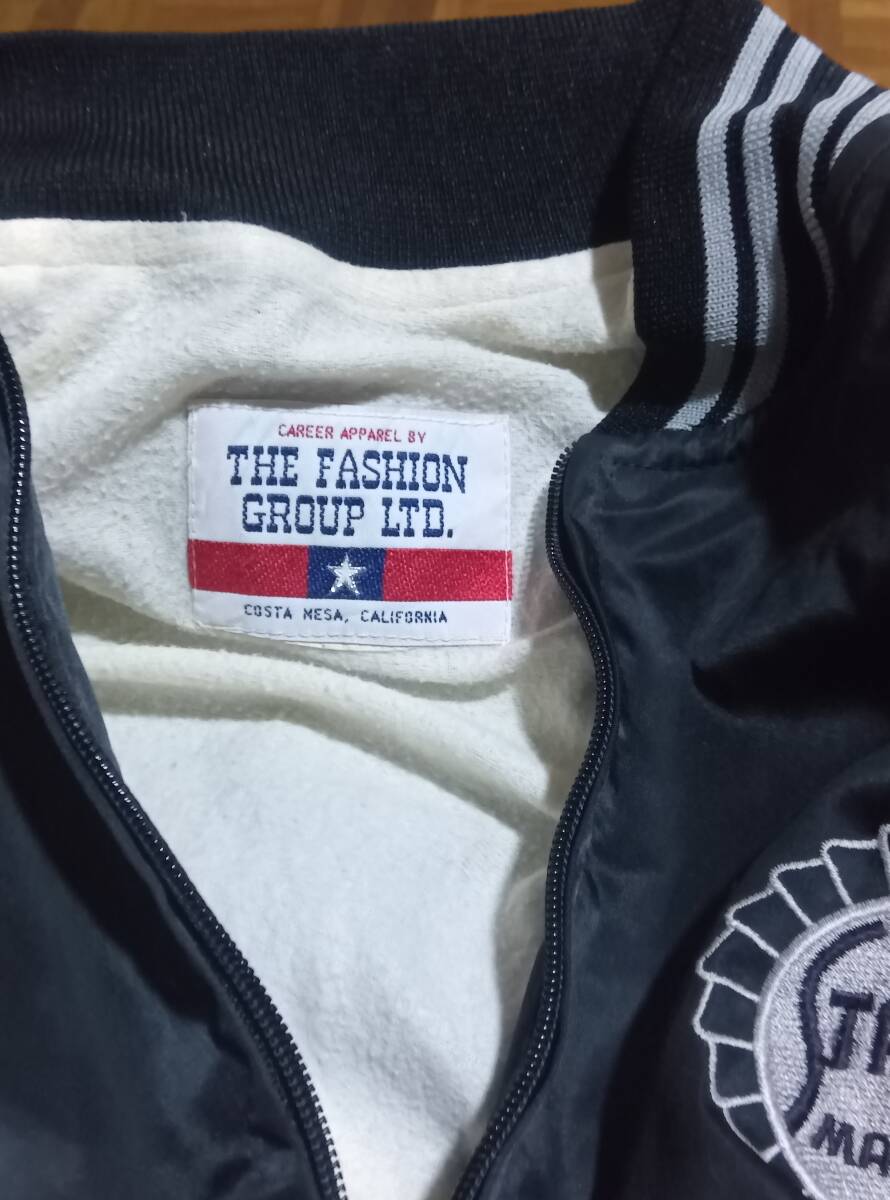 CAREER APPAREL BY
THE FASHION
GROUP LTD.
COSTA MESA, CALIFORNIA